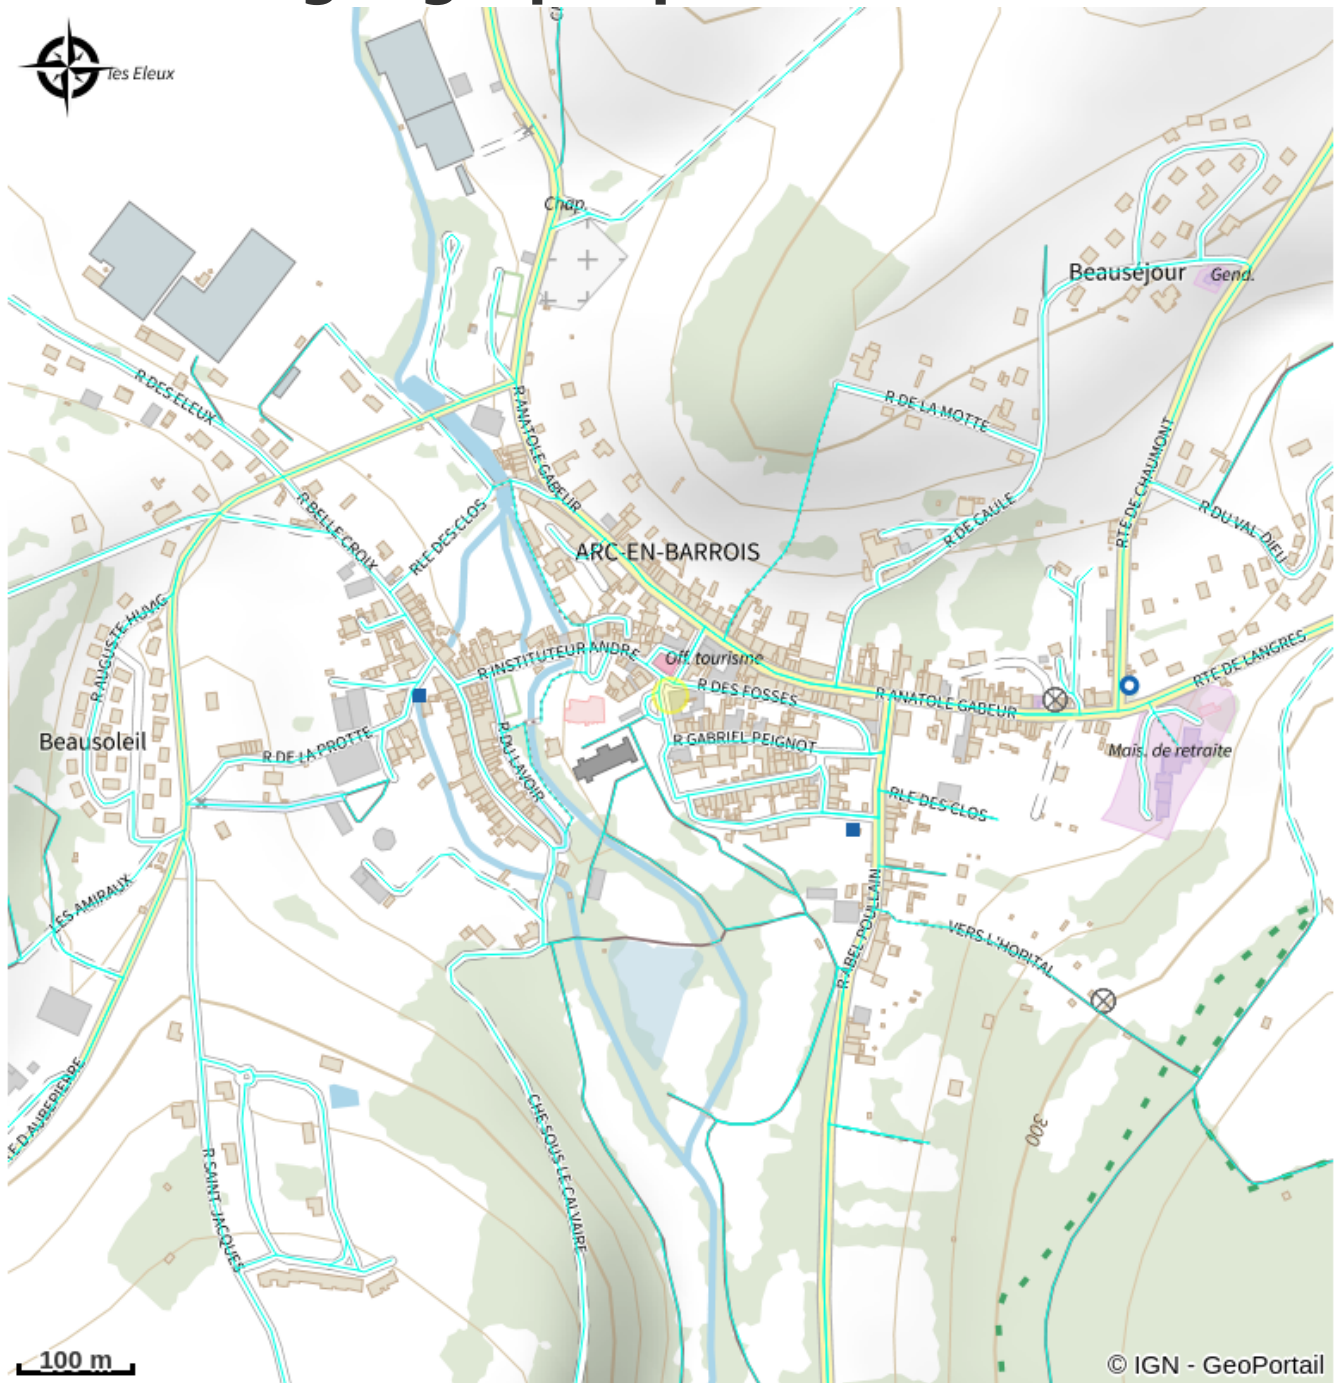 les Eleux
Chap.
Beauséjour
Gend.
R DES ELEUX
R ANATOLE GABEUR
R DE LA MOTTE
RTE DE CHAUMONT
R BELLE CROIX
RLE DES CLOS
R DE CAULE
R DU VAL-DIEU
ARC-EN-BARROIS
R AUGUSTE HUVIG
R INSTITUTEUR ANDRE
Off. tourisme
RTE DE LANGRES
R DES FOSSES
R ANATOLE GABEUR
Beausoleil
R DE LA PROTTE
R DU LAVOIR
R GABRIEL PEIGNOT
Mais. de retraite
RLE DES CLOS
LES AMIRAUX
R ABEL POULLAIN
VERS L'HOPITAL
TE D AUBEPIERRE
CHE SOUS LE CALVAIRE
300
R SAINT-JACQUES
100 m
© IGN - GeoPortail